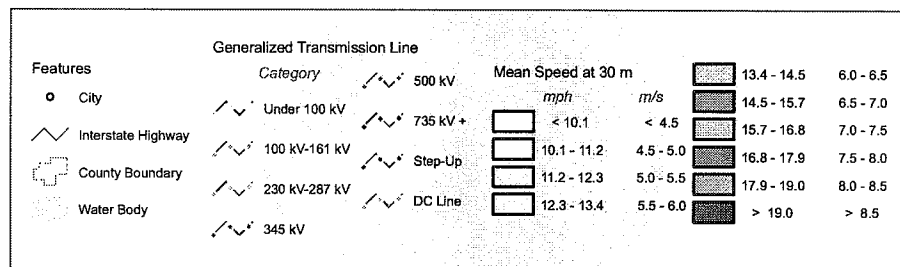 Features
City
Interstate Highway
County Boundary
Water Body
Generalized Transmission Line
Category
Under 100 kV
100 kV-161 kV
230 kV-287 kV
345 kV
500 kV
735 kV +
Step-Up
DC Line
Mean Speed at 30 m
mph m/s
< 10.1 < 4.5
10.1 - 11.2 4.5 - 5.0
11.2 - 12.3 5.0 - 5.5
12.3 - 13.4 5.5 - 6.0
13.4 - 14.5 6.0 - 6.5
14.5 - 15.7 6.5 - 7.0
15.7 - 16.8 7.0 - 7.5
16.8 - 17.9 7.5 - 8.0
17.9 - 19.0 8.0 - 8.5
> 19.0 > 8.5